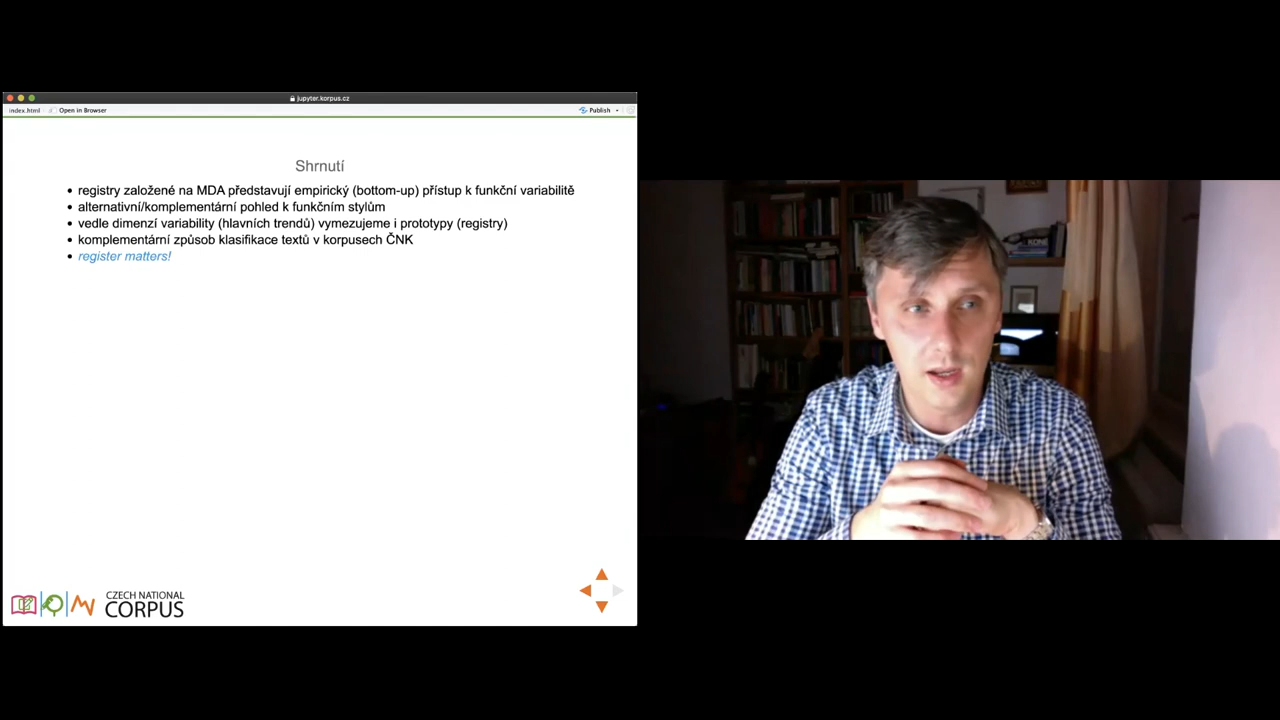 jupyter.korpus.cz
index.html
Open in Browser
Publish
Shrnutí
registry založené na MDA představují empirický (bottom-up) přístup k funkční variabilitě
alternativní/komplementární pohled k funkčním stylům
vedle dimenzí variability (hlavních trendů) vymezujeme i prototypy (registry)
komplementární způsob klasifikace textů v korpusech ČNK
register matters!
CZECH NATIONAL
CORPUS